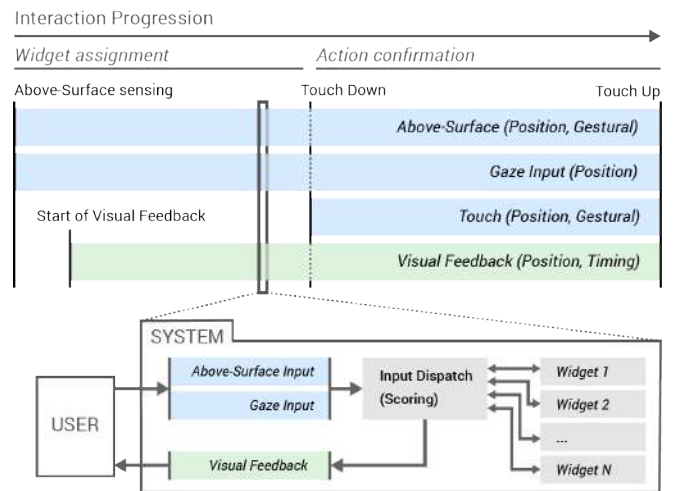 Interaction Progression
Widget assignment
Action confirmation
Above-Surface sensing
Touch Down
Touch Up
Above-Surface (Position, Gestural)
Gaze Input (Position)
Start of Visual Feedback
Touch (Position, Gestural)
Visual Feedback (Position, Timing)
SYSTEM
USER
Above-Surface Input
Gaze Input
Visual Feedback
Input Dispatch
(Scoring)
Widget 1
Widget 2
...
Widget N